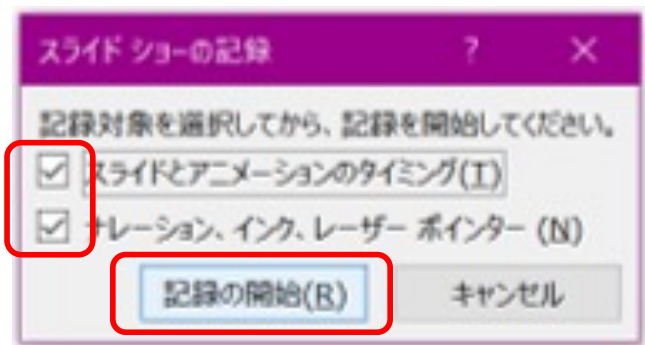 スライド ショーの記録 ? ×
記録対象を選択してから、記録を開始してください。
スライドとアニメーションのタイミング(T)
ナレーション、インク、レーザー ポインター (N)
記録の開始(R) キャンセル